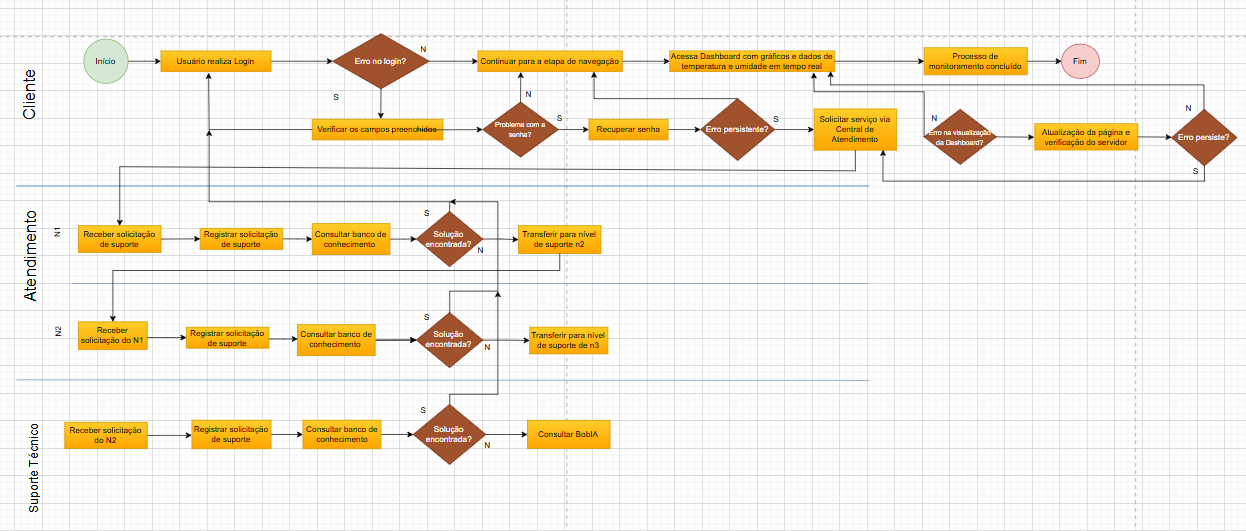 Cliente
Início
Usuário realiza Login
Erro no login?
N
S
Continuar para a etapa de navegação
Acessa Dashboard com gráficos e dados de
temperatura e umidade em tempo real
Processo de
monitoramento concluído
Fim
Verificar os campos preenchidos
Problema com a
senha?
N
S
Recuperar senha
Erro persistente?
S
Solicitar serviço via
Central de
Atendimento
N
Erro na visualização
da Dashboard?
Atualização da página e
verificação do servidor
N
Erro persiste?
S
Atendimento
N1
Receber solicitação
de suporte
Registrar solicitação
de suporte
Consultar banco de
conhecimento
S
Solução
encontrada?
N
Transferir para nível
de suporte n2
N2
Receber
solicitação do N1
Registrar solicitação
de suporte
Consultar banco de
conhecimento
S
Solução
encontrada?
N
Transferir para nível
de suporte de n3
Suporte Técnico
Receber solicitação
do N2
Registrar solicitação
de suporte
Consultar banco de
conhecimento
S
Solução
encontrada?
N
Consultar BobIA